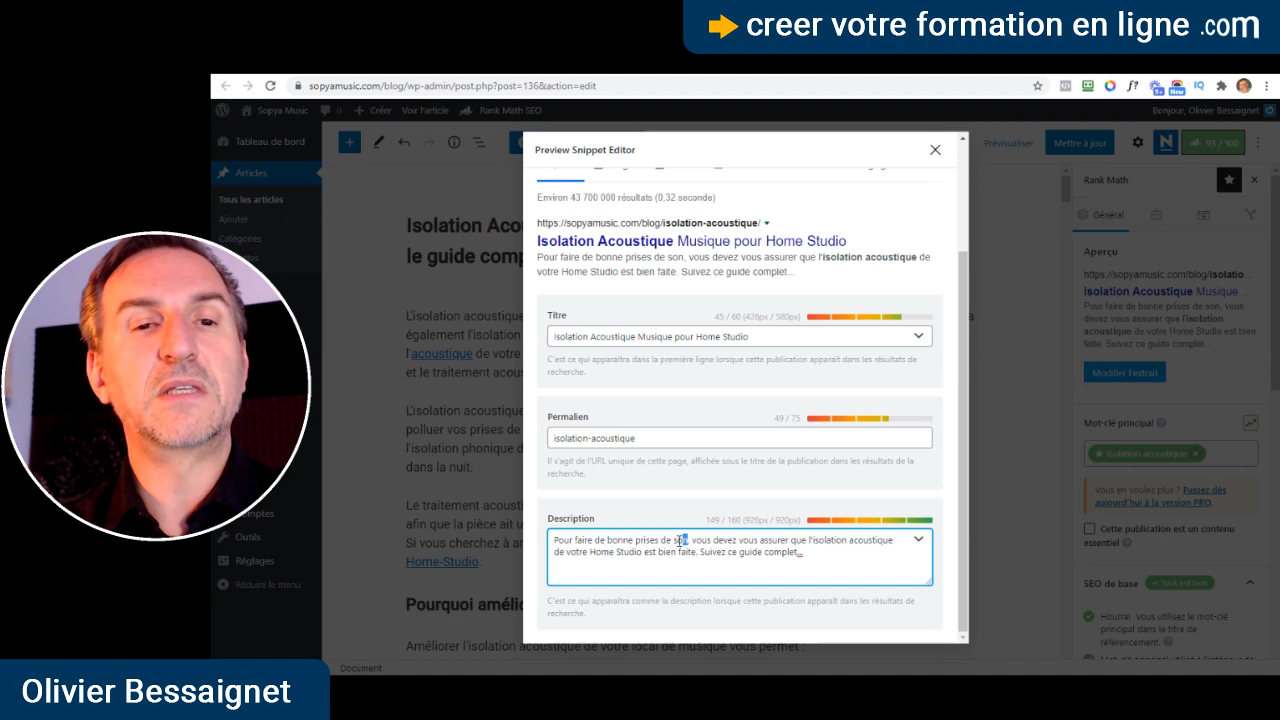 creer votre formation en ligne .com
sopyamusic.com/blog/wp-admin/post.php?post=136&action=edit
Sopya Music
0
Créer
Voir l'article
Rank Math SEO
Bonjour, Olivier Bessaignet
Tableau de bord
Articles
Tous les articles
Ajouter
Catégories
Comptes
Outils
Réglages
Réduire le menu
Prévisualiser
Mettre à jour
93 / 100
Isolation Aco
le guide comp
L'isolation acoustique
également l'isolation
l'acoustique de votre
et le traitement acous
L'isolation acoustique
polluer vos prises de
l'isolation phonique d
dans la nuit.
Le traitement acousti
afin que la pièce ait u
Si vous cherchez à ar
Home-Studio.
Pourquoi amélio
Améliorer l'isolation acoustique de votre local de musique vous permet :
Document
Preview Snippet Editor
Environ 43 700 000 résultats (0,32 seconde)
https://sopyamusic.com/blog/isolation-acoustique/
Isolation Acoustique Musique pour Home Studio
Pour faire de bonne prises de son, vous devez vous assurer que l'isolation acoustique de
votre Home Studio est bien faite. Suivez ce guide complet...
Titre
45 / 60 (426px / 580px)
Isolation Acoustique Musique pour Home Studio
C'est ce qui apparaîtra dans la première ligne lorsque cette publication apparaît dans les résultats de
recherche.
Permalien
49 / 75
isolation-acoustique
Il s'agit de l'URL unique de cette page, affichée sous le titre de la publication dans les résultats de la
recherche.
Description
149 / 160 (926px / 920px)
Pour faire de bonne prises de son, vous devez vous assurer que l'isolation acoustique
de votre Home Studio est bien faite. Suivez ce guide complet...
C'est ce qui apparaîtra comme la description lorsque cette publication apparaît dans les résultats de
recherche.
Rank Math
Général
Aperçu
https://sopyamusic.com/blog/isolatio...
Isolation Acoustique Musique ...
Pour faire de bonne prises de son, vous
devez vous assurer que l'isolation
acoustique de votre Home Studio est bien
faite. Suivez ce guide complet...
Modifier l'extrait
Mot-clé principal
isolation acoustique
Vous en voulez plus ? Passez dès
aujourd'hui à la version PRO.
Cette publication est un contenu
essentiel
SEO de base
Tout est bon
Hourra! Vous utilisez le mot-clé
principal dans le titre de
référencement.
Olivier Bessaignet